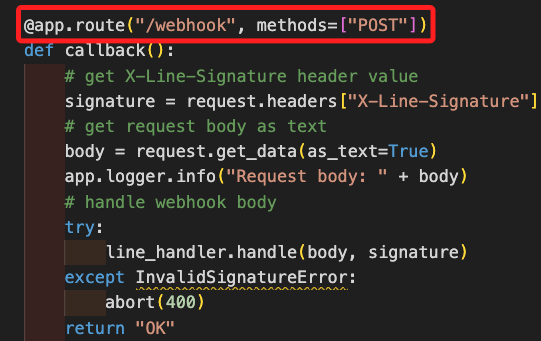 @app.route("/webhook", methods=["POST"])
def callback():
    # get X-Line-Signature header value
    signature = request.headers["X-Line-Signature"]
    # get request body as text
    body = request.get_data(as_text=True)
    app.logger.info("Request body: " + body)
    # handle webhook body
    try:
        line_handler.handle(body, signature)
    except InvalidSignatureError:
        abort(400)
    return "OK"